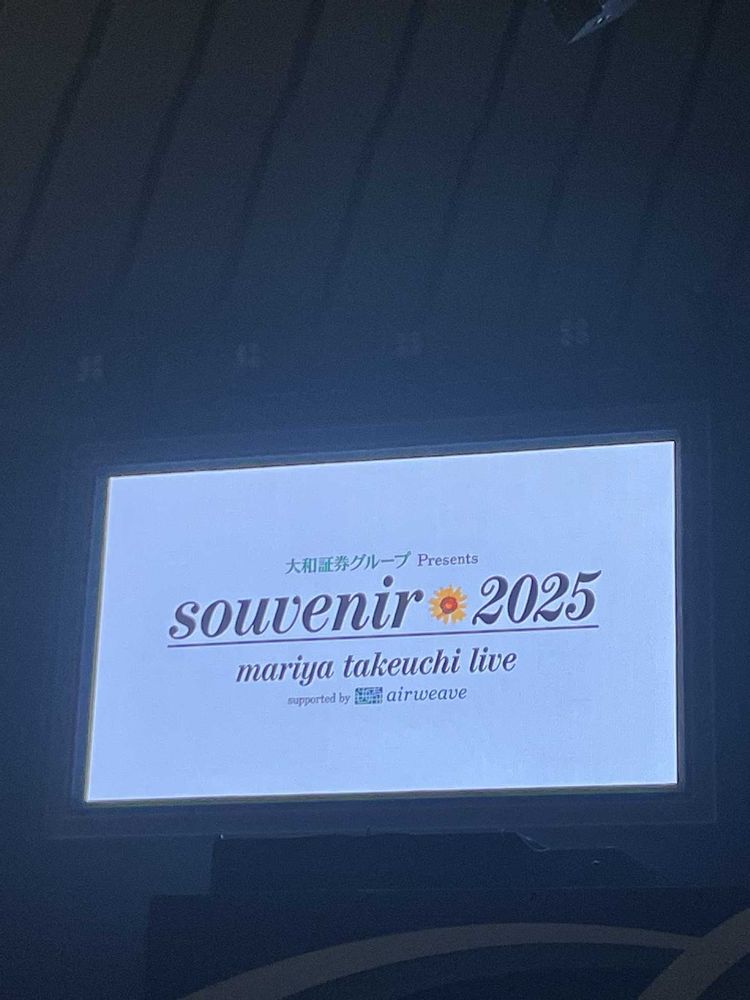 大和証券グループ Presents
souvenir 2025
mariya takeuchi live
supported by airweave